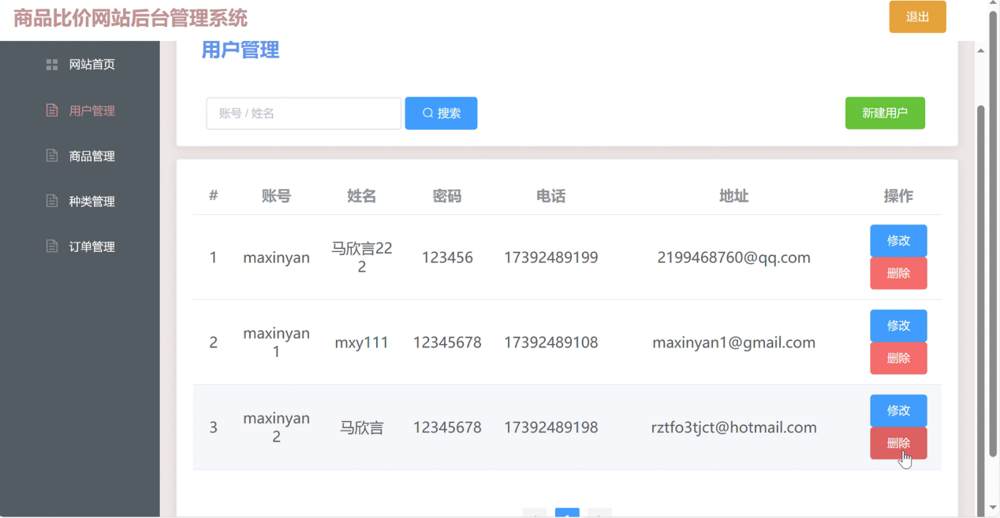 商品比价网站后台管理系统
退出
网站首页
用户管理
商品管理
种类管理
订单管理
用户管理
账号 / 姓名
搜索
新建用户
# 账号 姓名 密码 电话 地址 操作
1 maxinyan 马欣言22
2
123456 17392489199 2199468760@qq.com 修改
删除
2 maxinyan
1
mxy111 12345678 17392489108 maxinyan1@gmail.com 修改
删除
3 maxinyan
2
马欣言 12345678 17392489198 rztfo3tjct@hotmail.com 修改
删除